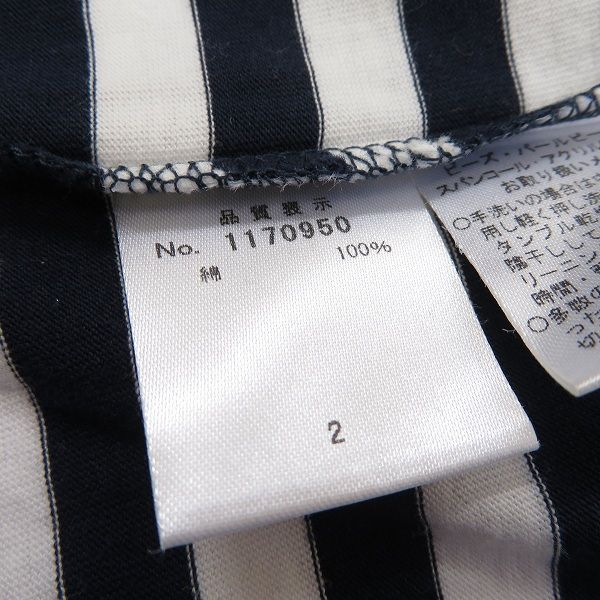 品質表示
No. 1170950
綿 100%
2
ビーズ・パールビー
スパンコール・アクリル
お取り扱い
○手洗いの場合は
用し軽く押し洗
タンブル乾燥
陰干しして
リーニン
時間・
○多数の
った
切